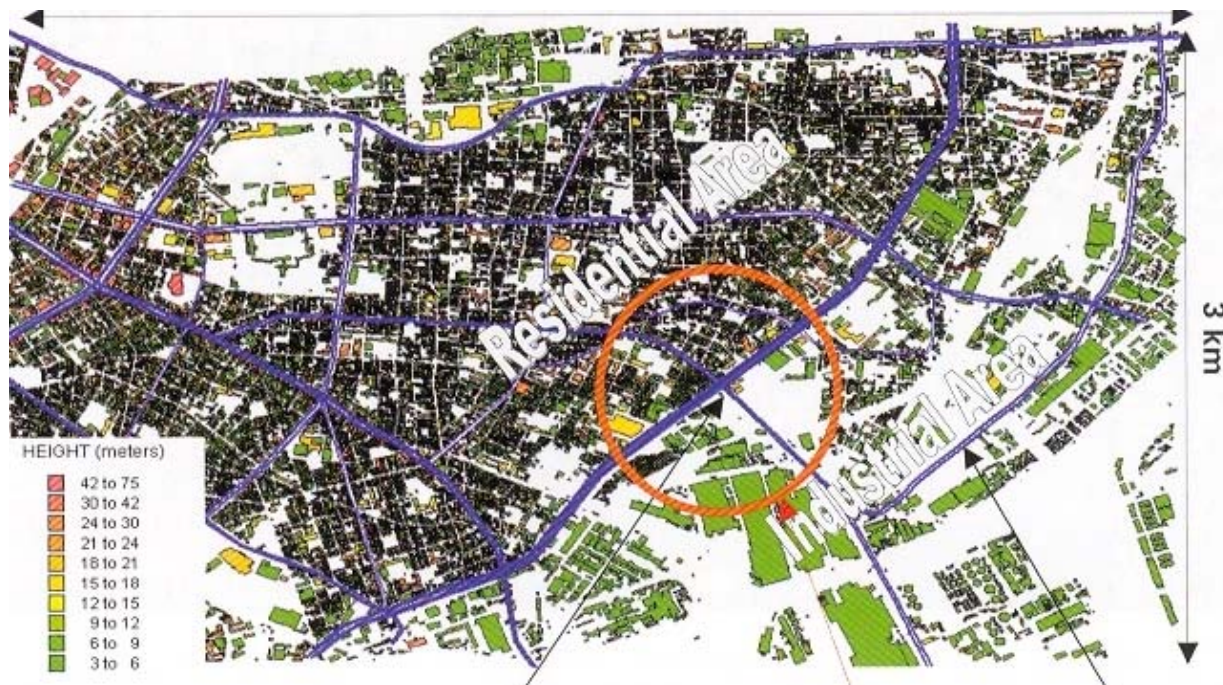 Residential Area
Industrial Area
3 km
HEIGHT (meters)
42 to 75
30 to 42
24 to 30
21 to 24
18 to 21
15 to 18
12 to 15
9 to 12
6 to 9
3 to 6